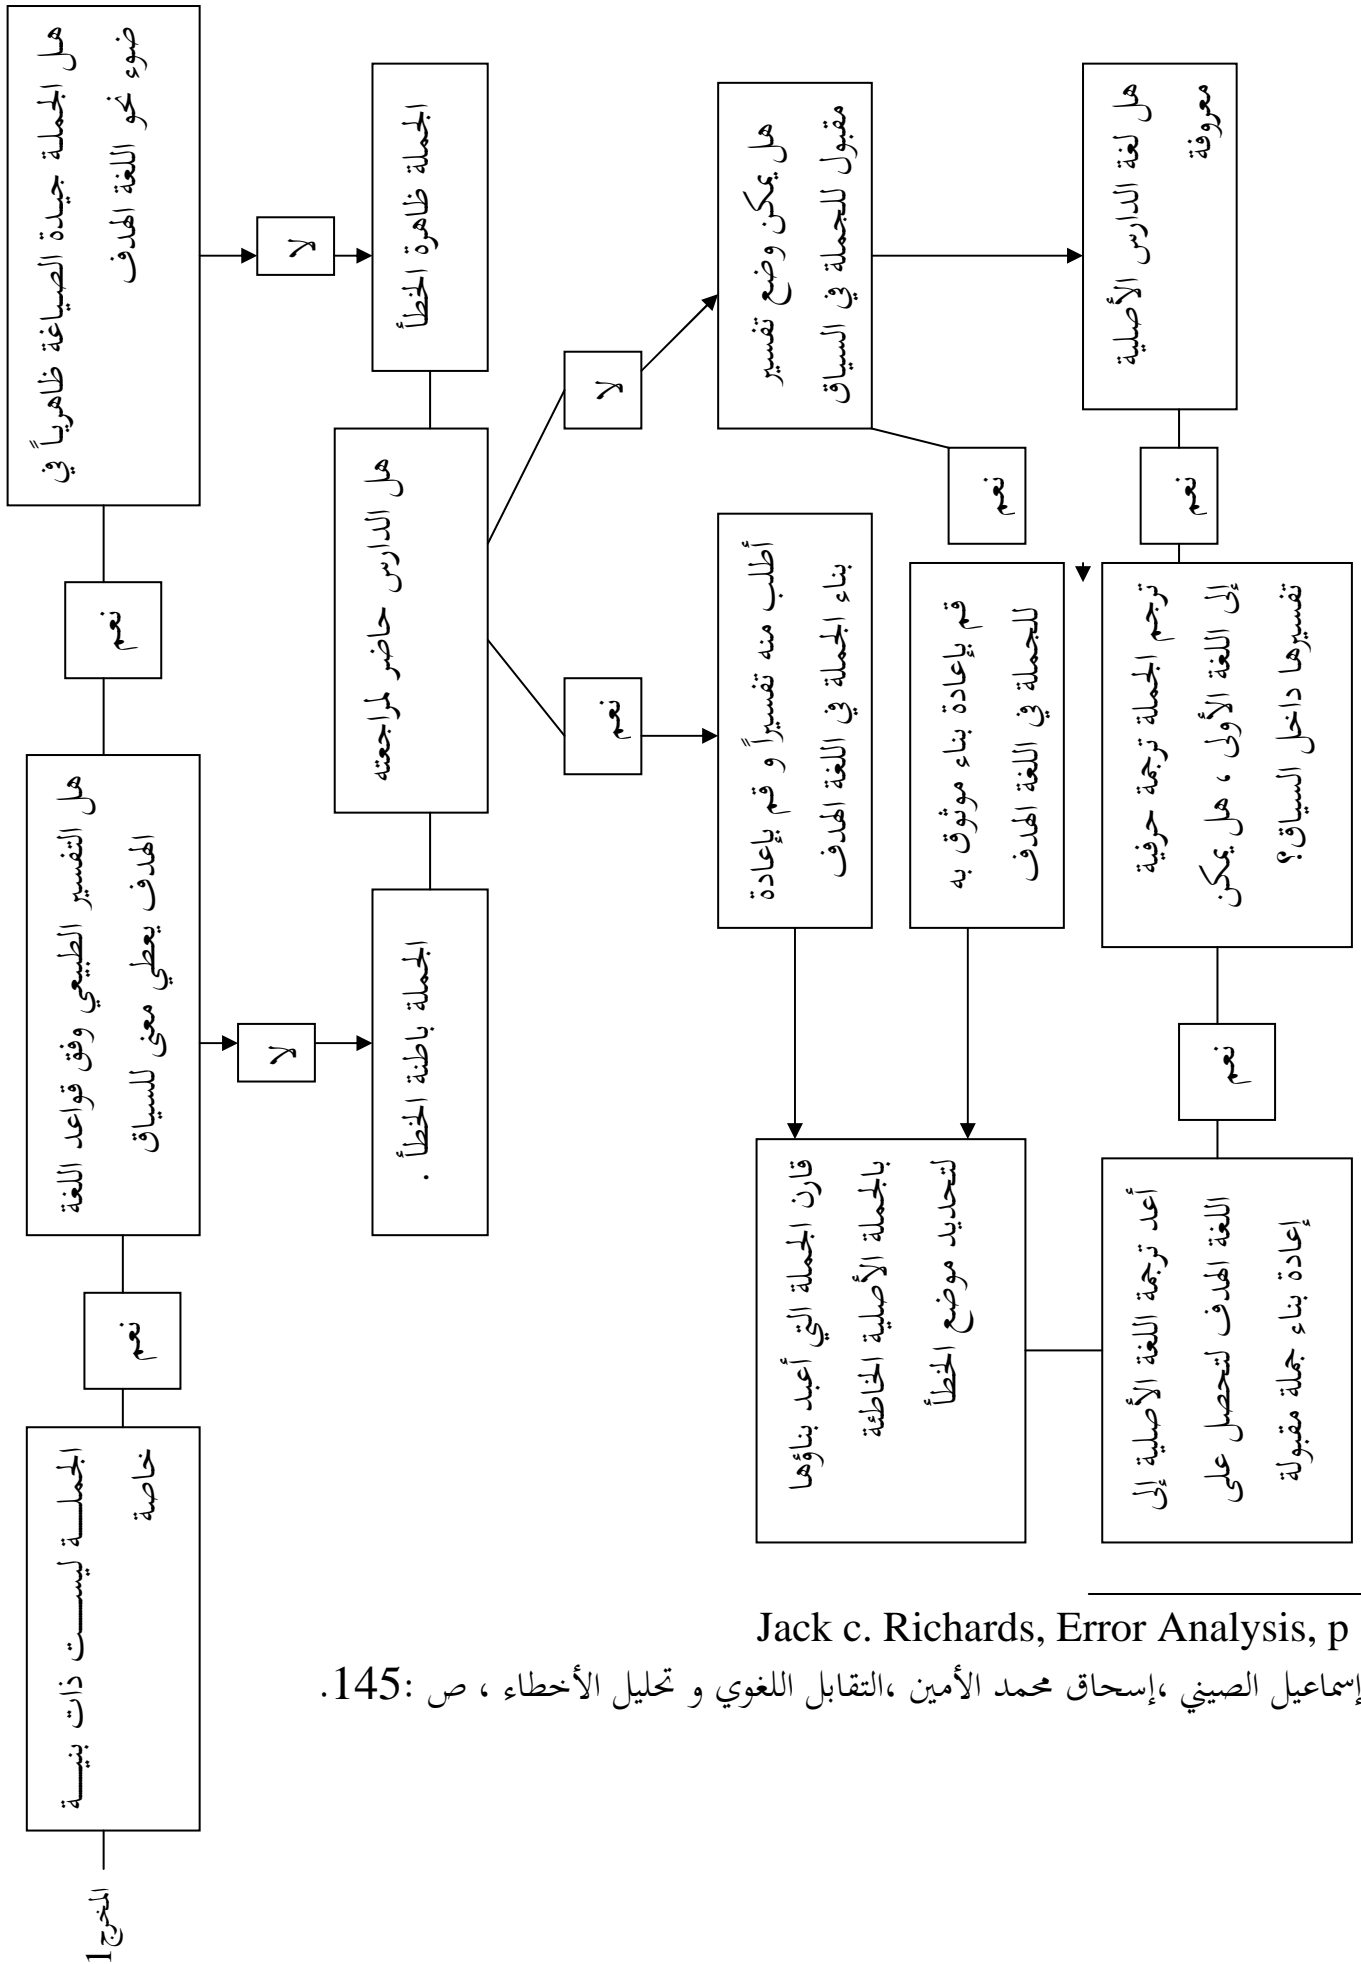 هل الجملة جيدة الصياغة ظاهرياً في
ضوء نحو اللغة الهدف
نعم
هل التفسير الطبيعي وفق قواعد اللغة
الهدف يعطي معنى للسياق
نعم
الجملة ليست ذات بنية
خاصة
المخرج1
لا
الجملة ظاهرة الخطأ
لا
الجملة باطنة الخطأ .
هل الدارس حاضر لمراجعته
لا
نعم
هل يمكن وضع تفسير
مقبول للجملة في السياق
نعم
أطلب منه تفسيراً و قم بإعادة
بناء الجملة في اللغة الهدف
قم بإعادة بناء موثوق به
للجملة في اللغة الهدف
قارن الجملة التي أعبد بناؤها
بالجملة الأصلية الخاطئة
لتحديد موضع الخطأ
هل لغة الدارس الأصلية
معروفة
نعم
ترجم الجملة ترجمة حرفية
إلى اللغة الأولى ، هل يمكن
تفسيرها داخل السياق؟
نعم
أعد ترجمة اللغة الأصلية إلى
اللغة الهدف لتحصل على
إعادة بناء جملة مقبولة
Jack c. Richards, Error Analysis, p
إسماعيل الصيني ،إسحاق محمد الأمين ،التقابل اللغوي و تحليل الأخطاء ، ص :145.